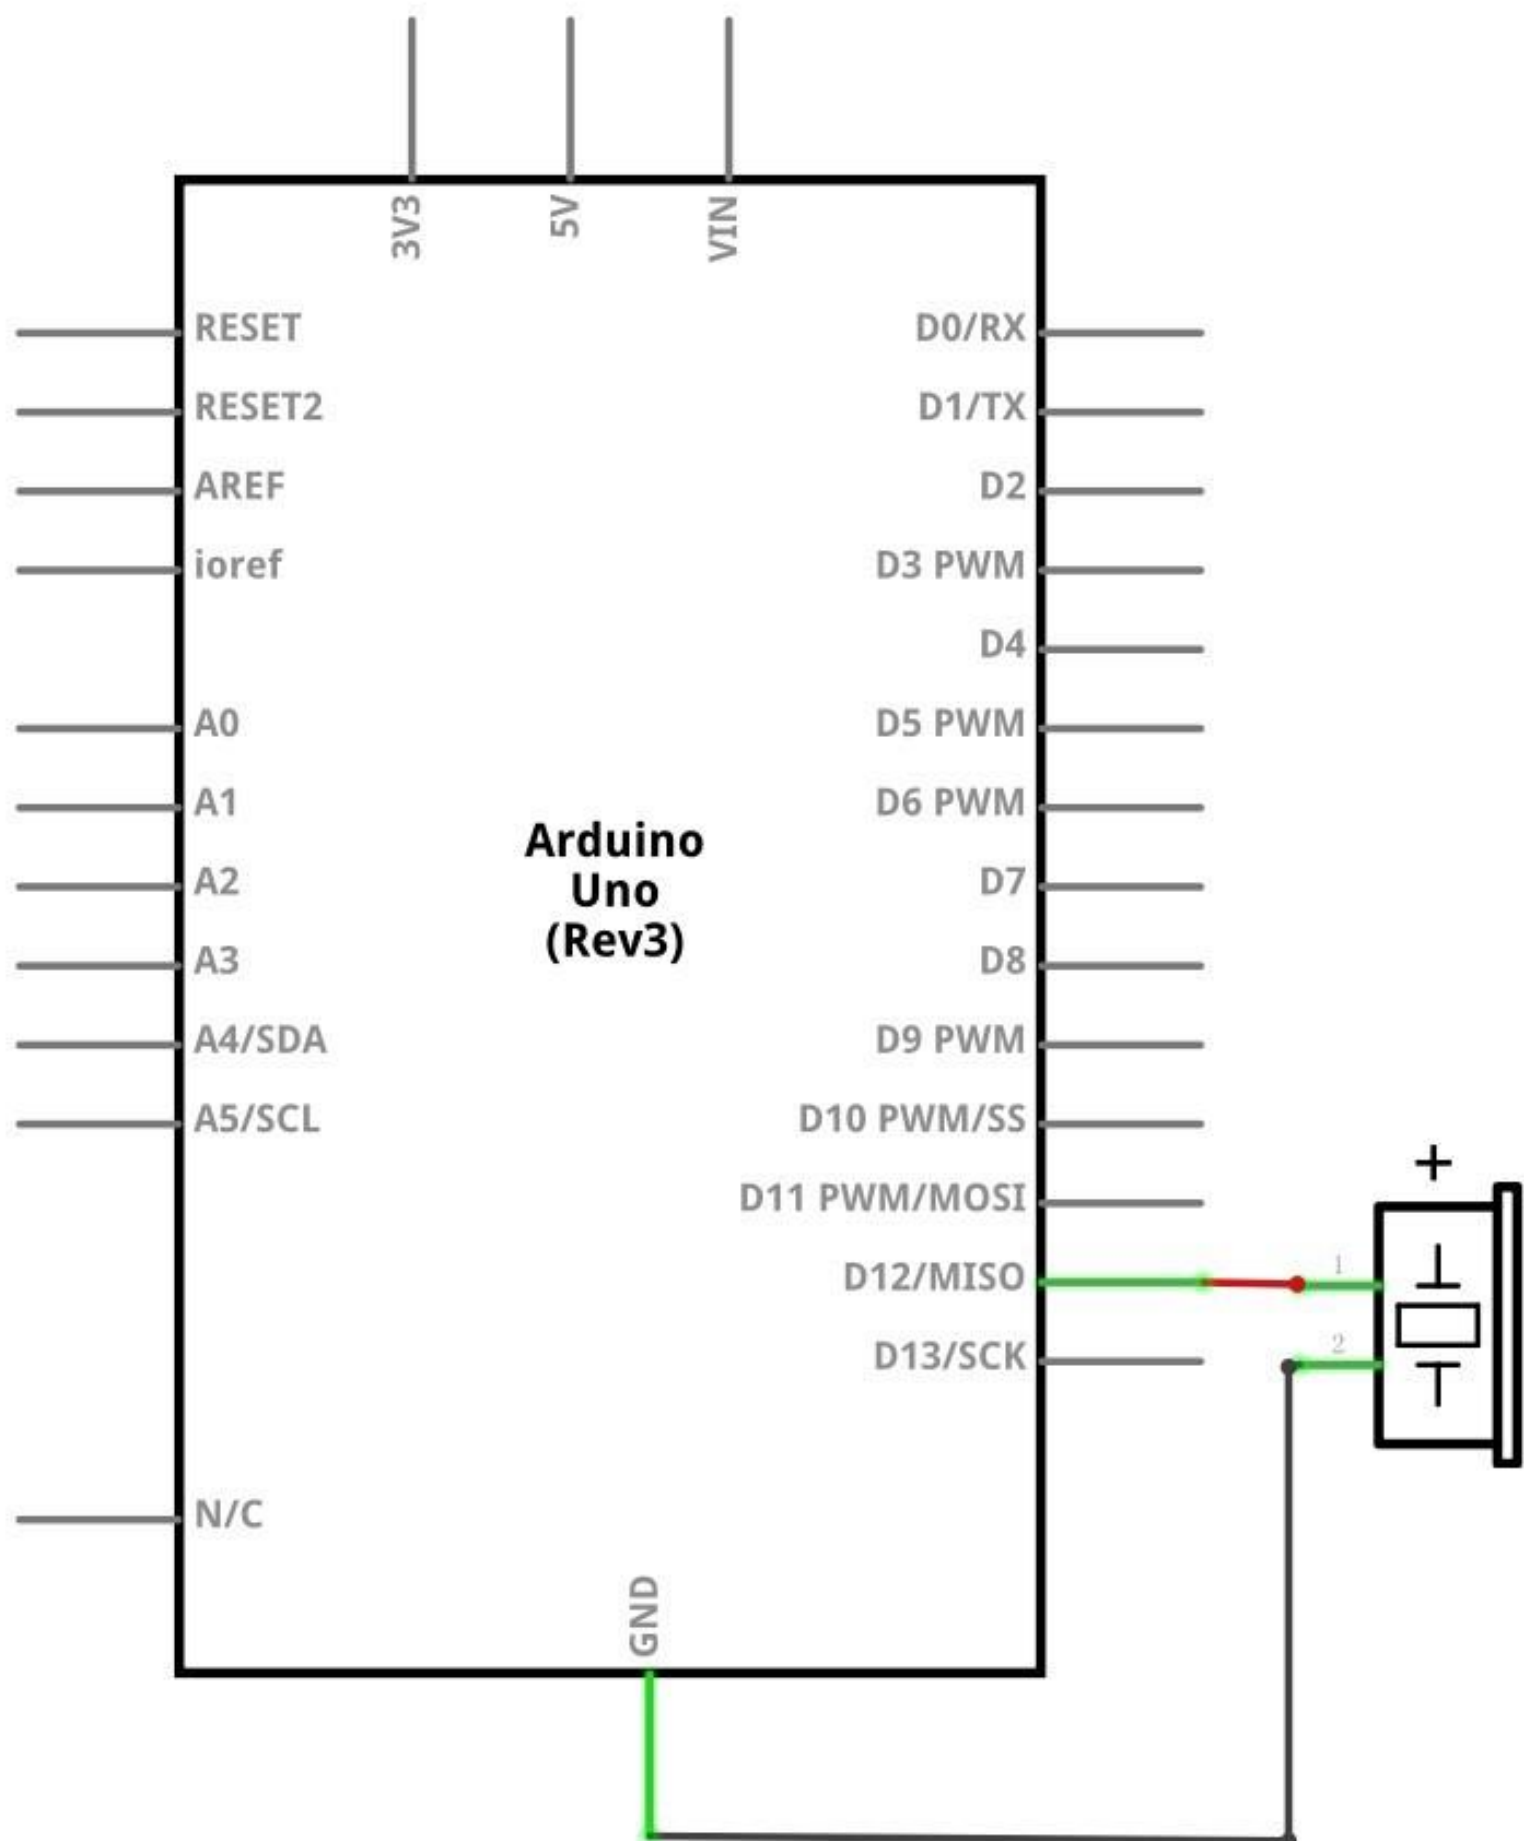 3V3
5V
VIN
RESET
D0/RX
RESET2
D1/TX
AREF
D2
ioref
D3 PWM
D4
A0
D5 PWM
A1
D6 PWM
Arduino
Uno
(Rev3)
A2
D7
A3
D8
A4/SDA
D9 PWM
A5/SCL
D10 PWM/SS
+
D11 PWM/MOSI
D12/MISO
1
D13/SCK
2
N/C
GND